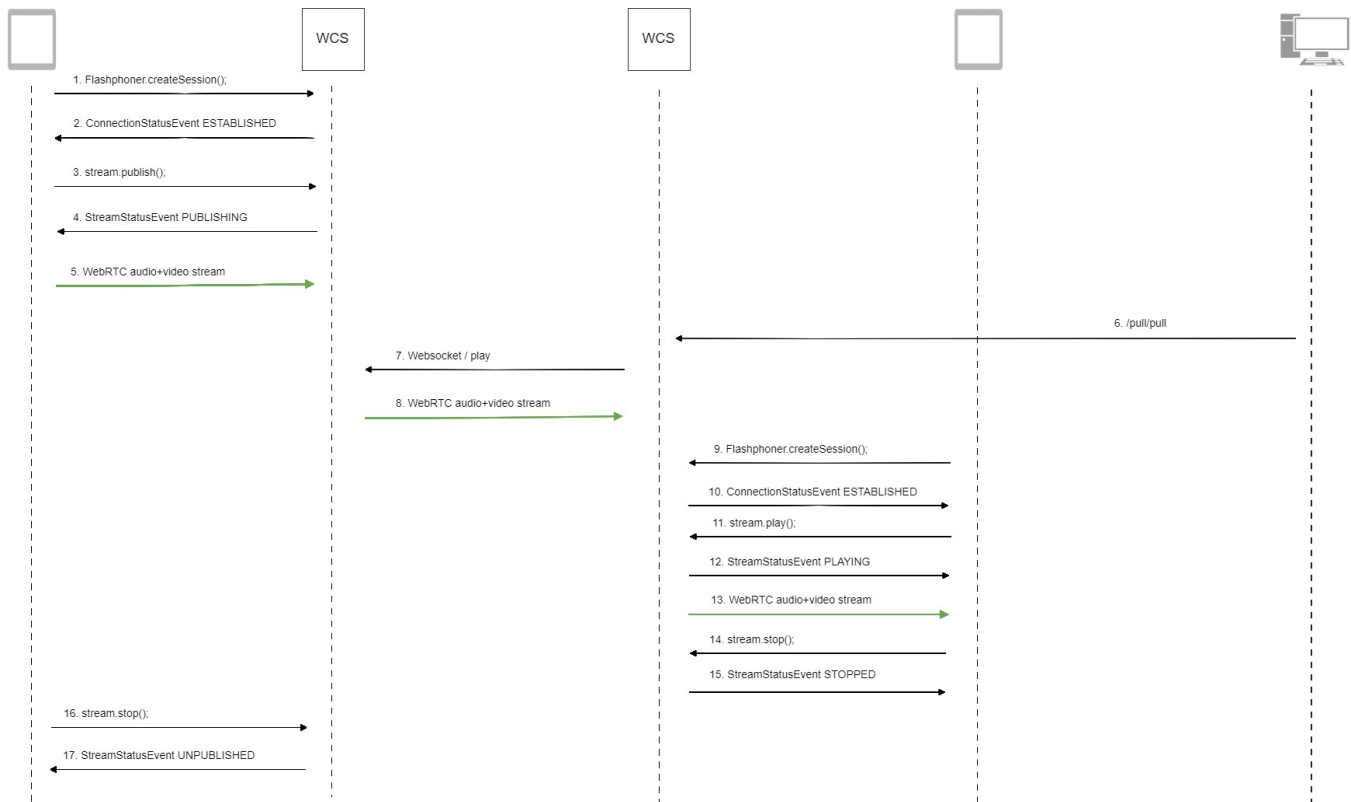 WCS
WCS
1. Flashphoner.createSession();
2. ConnectionStatusEvent ESTABLISHED
3. stream.publish();
4. StreamStatusEvent PUBLISHING
5. WebRTC audio+video stream
6. /pull/pull
7. Websocket / play
8. WebRTC audio+video stream
9. Flashphoner.createSession();
10. ConnectionStatusEvent ESTABLISHED
11. stream.play();
12. StreamStatusEvent PLAYING
13. WebRTC audio+video stream
14. stream.stop();
15. StreamStatusEvent STOPPED
16. stream.stop();
17. StreamStatusEvent UNPUBLISHED